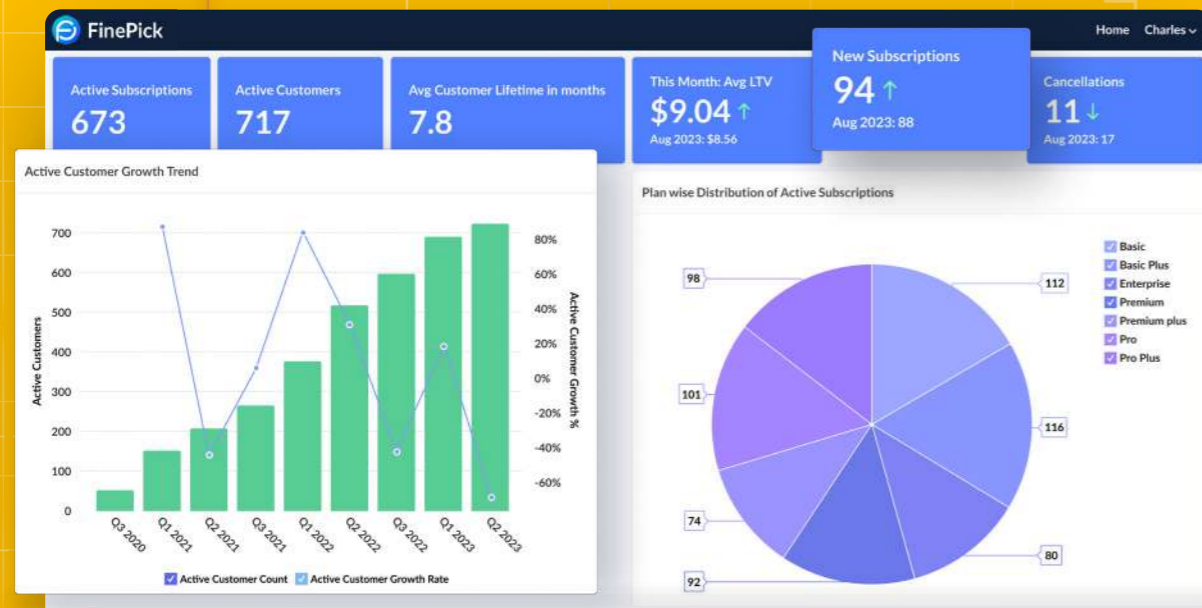 FinePick
Home Charles
Active Subscriptions
673
Active Customers
717
Avg Customer Lifetime in months
7.8
This Month: Avg LTV
$9.04 ↑
Aug 2023: $8.56
New Subscriptions
94 ↑
Aug 2023: 88
Cancellations
11 ↓
Aug 2023: 17
Active Customer Growth Trend
Active Customers
700
600
500
400
300
200
100
0
80%
60%
40%
20%
0%
-20%
-40%
-60%
Active Customer Growth %
Q3 2020
Q1 2021
Q2 2021
Q3 2021
Q1 2022
Q2 2022
Q3 2022
Q1 2023
Q2 2023
Active Customer Count
Active Customer Growth Rate
Plan wise Distribution of Active Subscriptions
98
112
101
116
74
80
92
Basic
Basic Plus
Enterprise
Premium
Premium plus
Pro
Pro Plus